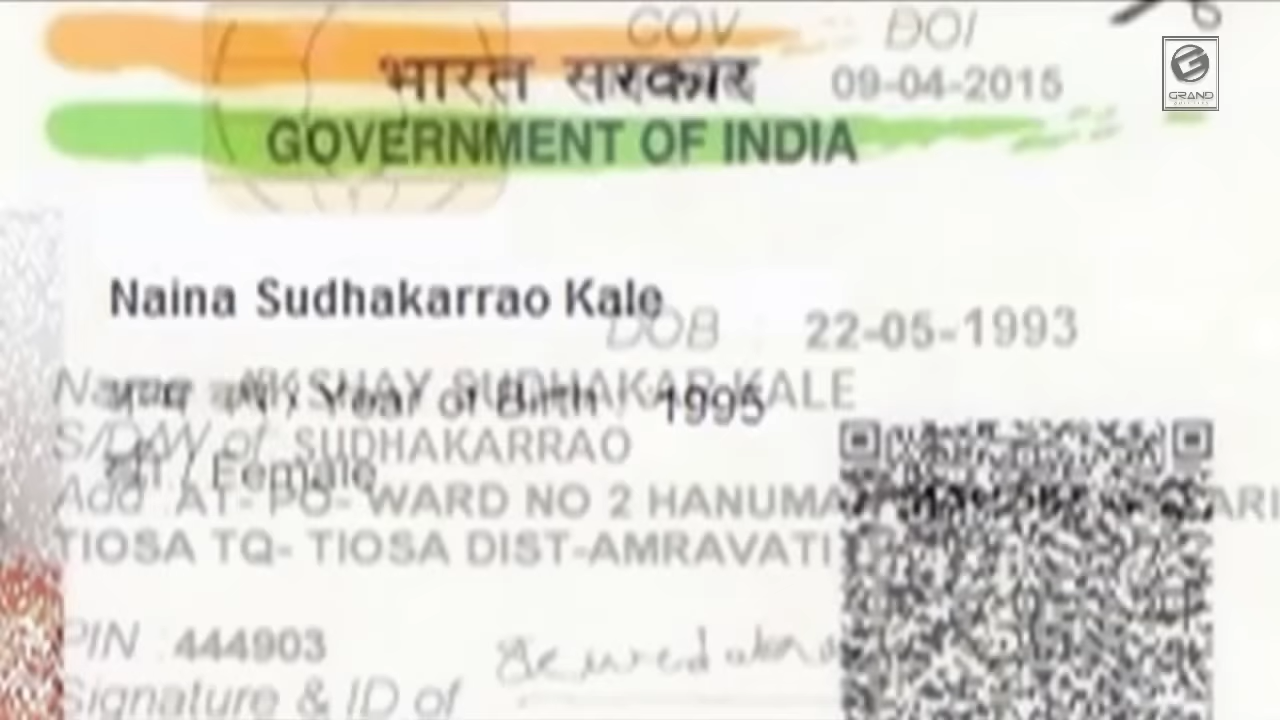 COV DOI
भारत सरकार 09-04-2015
GOVERNMENT OF INDIA
GRAND
Naina Sudhakarrao Kale
DOB : 22-05-1993
Name AKSHAY SUDHAKAR KALE
/ Year of Birth : 1995
S/D/W of SUDHAKARRAO
/ Female
Add AT- PO- WARD NO 2 HANUMA
TIOSA TQ- TIOSA DIST-AMRAVATI
PIN : 444903
Signature & ID of